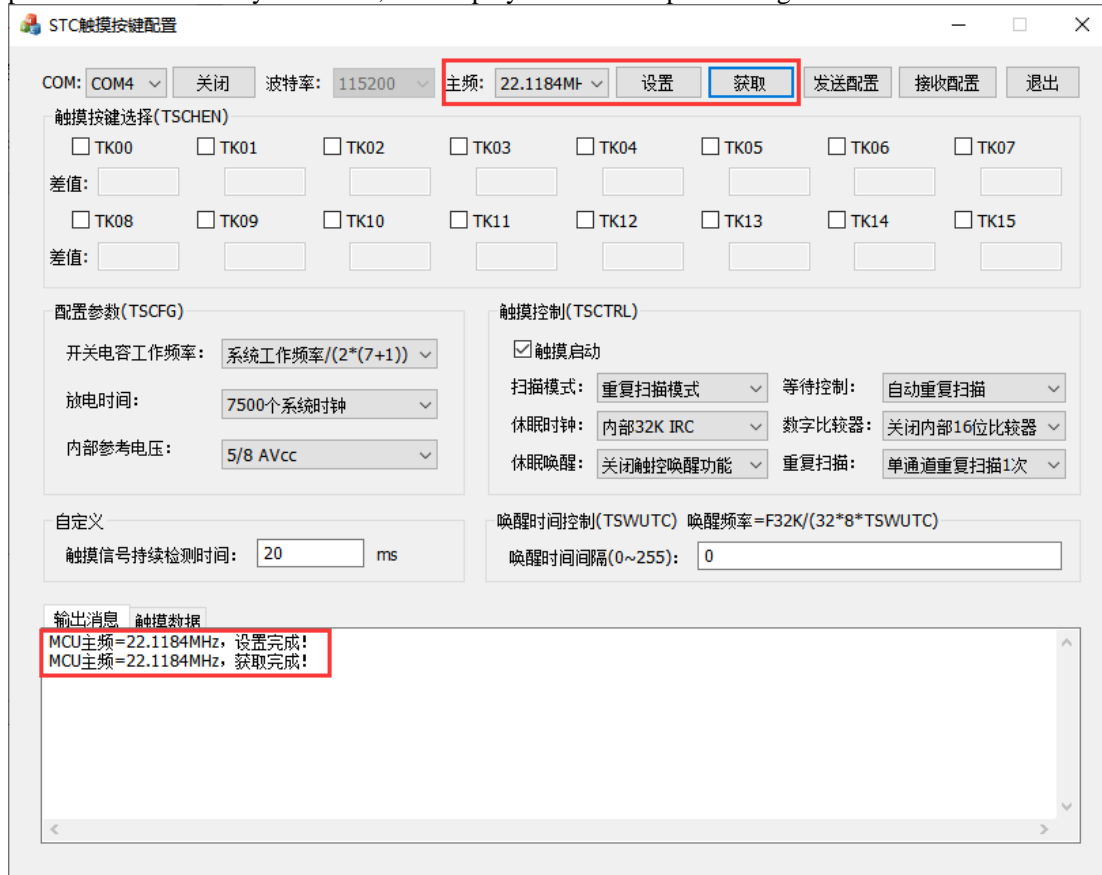 STC触摸按键配置
COM: COM4 关闭 波特率: 115200 主频: 22.1184MH 设置 获取 发送配置 接收配置 退出
触摸按键选择(TSCHEN)
TK00 TK01 TK02 TK03 TK04 TK05 TK06 TK07
差值:
TK08 TK09 TK10 TK11 TK12 TK13 TK14 TK15
差值:
配置参数(TSCFG)
开关电容工作频率: 系统工作频率/(2*(7+1))
放电时间: 7500个系统时钟
内部参考电压: 5/8 AVcc
触摸控制(TSCTRL)
触摸启动
扫描模式: 重复扫描模式 等待控制: 自动重复扫描
休眠时钟: 内部32K IRC 数字比较器: 关闭内部16位比较器
休眠唤醒: 关闭触控唤醒功能 重复扫描: 单通道重复扫描1次
自定义
触摸信号持续检测时间: 20 ms
唤醒时间控制(TSWUTC) 唤醒频率=F32K/(32*8*TSWUTC)
唤醒时间间隔(0~255): 0
输出消息 触摸数据
MCU主频=22.1184MHz，设置完成!
MCU主频=22.1184MHz，获取完成!